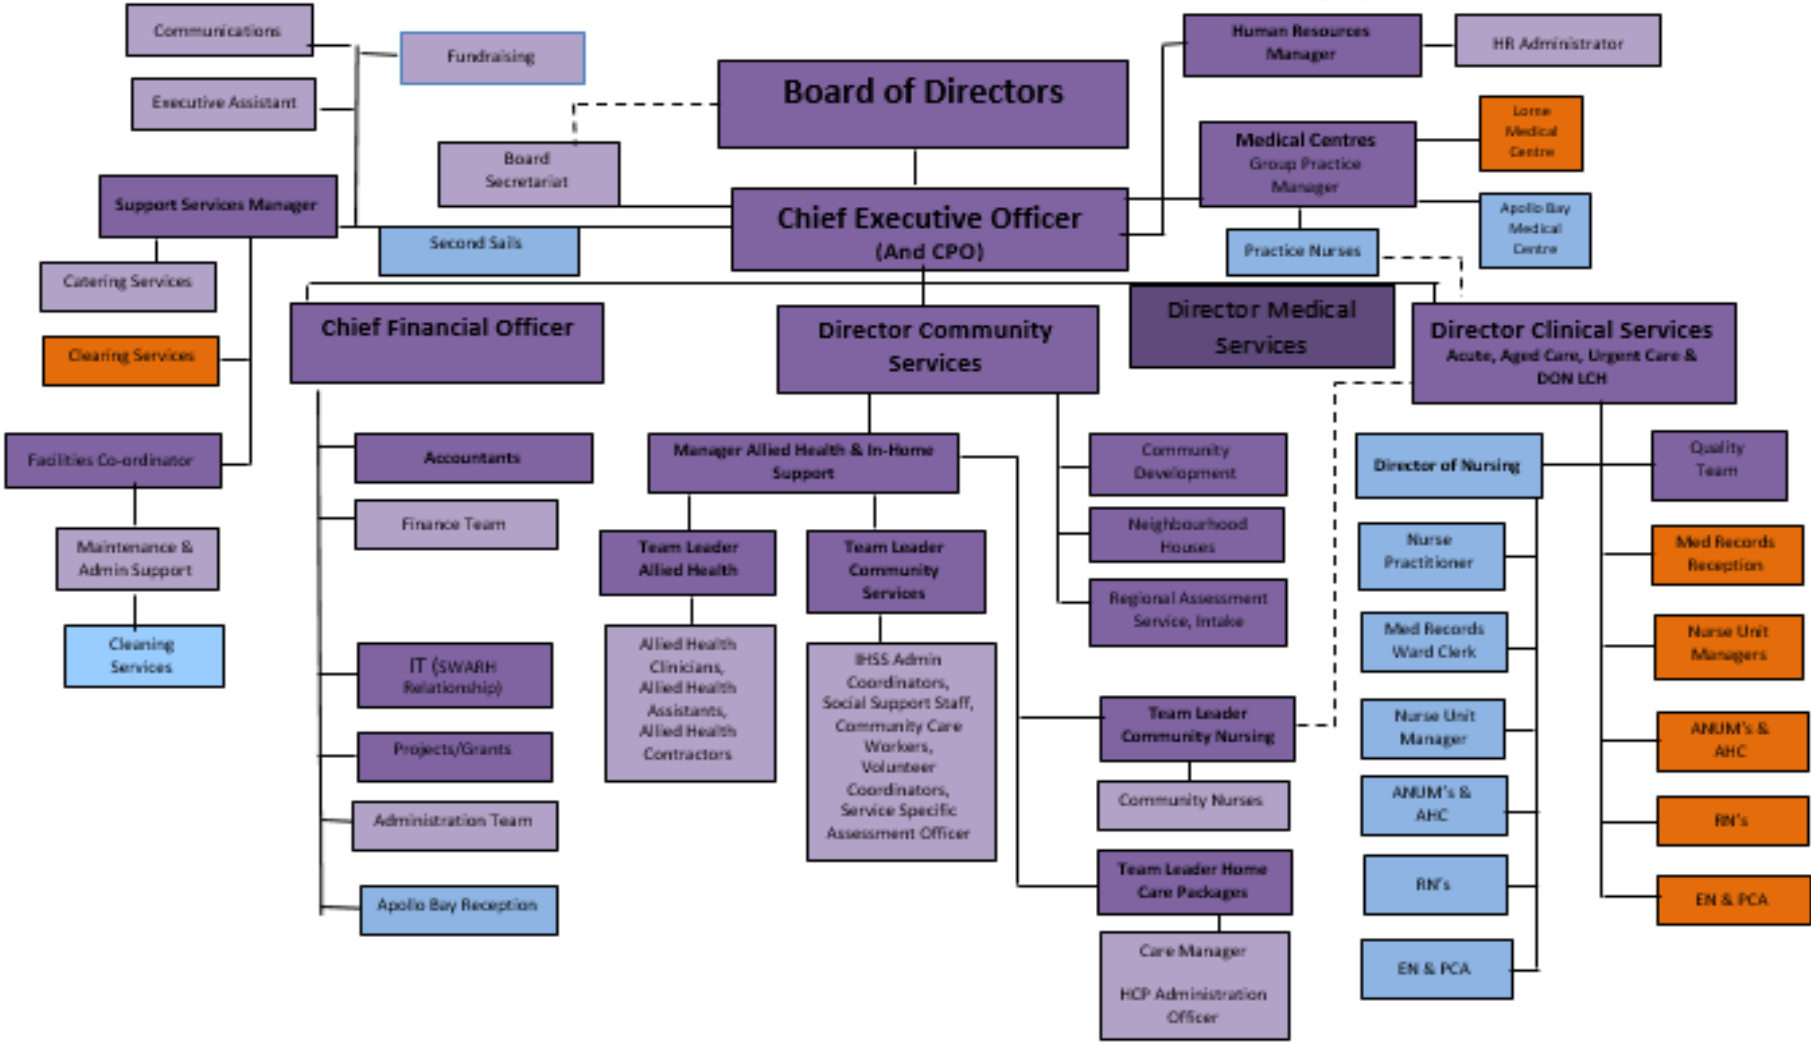 Communications
Fundraising
Executive Assistant
Board of Directors
Human Resources
Manager
HR Administrator
Board
Secretariat
Medical Centres
Group Practice
Manager
Lorne
Medical
Centre
Support Services Manager
Chief Executive Officer
(And CPO)
Apollo Bay
Medical
Centre
Second Sails
Practice Nurses
Catering Services
Clearing Services
Chief Financial Officer
Director Community
Services
Director Medical
Services
Director Clinical Services
Acute, Aged Care, Urgent Care &
DON LCH
Facilities Co-ordinator
Maintenance &
Admin Support
Cleaning
Services
Accountants
Finance Team
IT (SWARH
Relationship)
Projects/Grants
Administration Team
Apollo Bay Reception
Manager Allied Health & In-Home
Support
Team Leader
Allied Health
Allied Health
Clinicians,
Allied Health
Assistants,
Allied Health
Contractors
Team Leader
Community
Services
IHSS Admin
Coordinators,
Social Support Staff,
Community Care
Workers,
Volunteer
Coordinators,
Service Specific
Assessment Officer
Community
Development
Neighbourhood
Houses
Regional Assessment
Service, Intake
Team Leader
Community Nursing
Community Nurses
Team Leader Home
Care Packages
Care Manager
HCP Administration
Officer
Director of Nursing
Nurse
Practitioner
Med Records
Ward Clerk
Nurse Unit
Manager
ANUM's &
AHC
RN's
EN & PCA
Quality
Team
Med Records
Reception
Nurse Unit
Managers
ANUM's &
AHC
RN's
EN & PCA